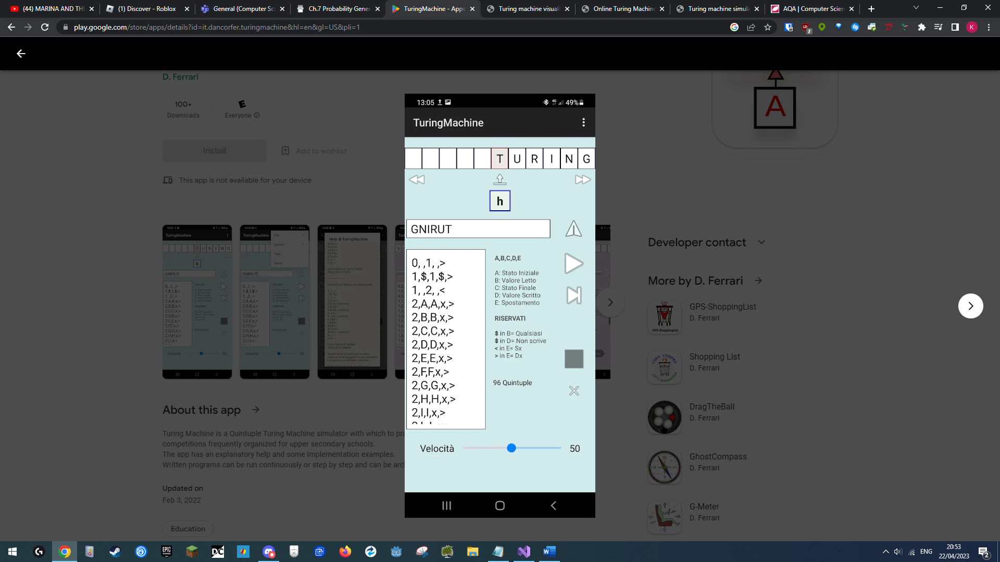 (44) MARINA AND THE
(1) Discover - Roblox
General (Computer Sci
Ch.7 Probability Gener
TuringMachine - Apps
Turing machine visuali
Online Turing Machine
Turing machine simula
AQA | Computer Scien
play.google.com/store/apps/details?id=it.dancorfer.turingmachine&hl=en&gl=US&pli=1
7
K
D. Ferrari
100+
Downloads
E
Everyone
Install
Add to wishlist
This app is not available for your device
A
13:05
4G
49%
TuringMachine
T U R I N G
h
GNIRUT
0, ,1, ,>
1,$,1,$,>
1, ,2, ,<
2,A,A,x,>
2,B,B,x,>
2,C,C,x,>
2,D,D,x,>
2,E,E,x,>
2,F,F,x,>
2,G,G,x,>
2,H,H,x,>
2,I,I,x,>
A,B,C,D,E
A: Stato Iniziale
B: Valore Letto
C: Stato Finale
D: Valore Scritto
E: Spostamento
RISERVATI
$ in B= Qualsiasi
$ in D= Non scrive
< in E= Sx
> in E= Dx
96 Quintuple
Velocità
50
Developer contact
More by D. Ferrari
GPS-ShoppingList
D. Ferrari
Shopping List
D. Ferrari
DragTheBall
D. Ferrari
GhostCompass
D. Ferrari
G-Meter
D. Ferrari
About this app
Turing Machine is a Quintuple Turing Machine simulator with which to pra
competitions frequently organized for upper secondary schools.
The app has an explanatory help and some implementation examples.
Written programs can be run continuously or step by step and can be arc
Updated on
Feb 3, 2022
Education
ENG
20:53
22/04/2023
2